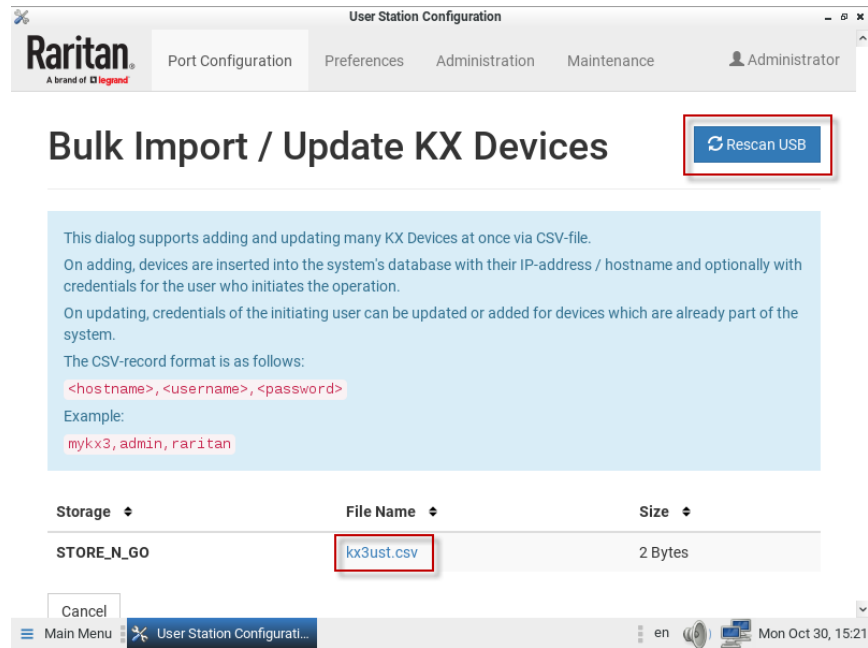 User Station Configuration
Raritan.
A brand of legrand
Port Configuration
Preferences
Administration
Maintenance
Administrator
Bulk Import / Update KX Devices
Rescan USB
This dialog supports adding and updating many KX Devices at once via CSV-file.
On adding, devices are inserted into the system's database with their IP-address / hostname and optionally with
credentials for the user who initiates the operation.
On updating, credentials of the initiating user can be updated or added for devices which are already part of the
system.
The CSV-record format is as follows:
<hostname>,<username>,<password>
Example:
mykx3,admin,raritan
Storage File Name Size
STORE_N_GO kx3ust.csv 2 Bytes
Cancel
Main Menu User Station Configurati... en Mon Oct 30, 15:21